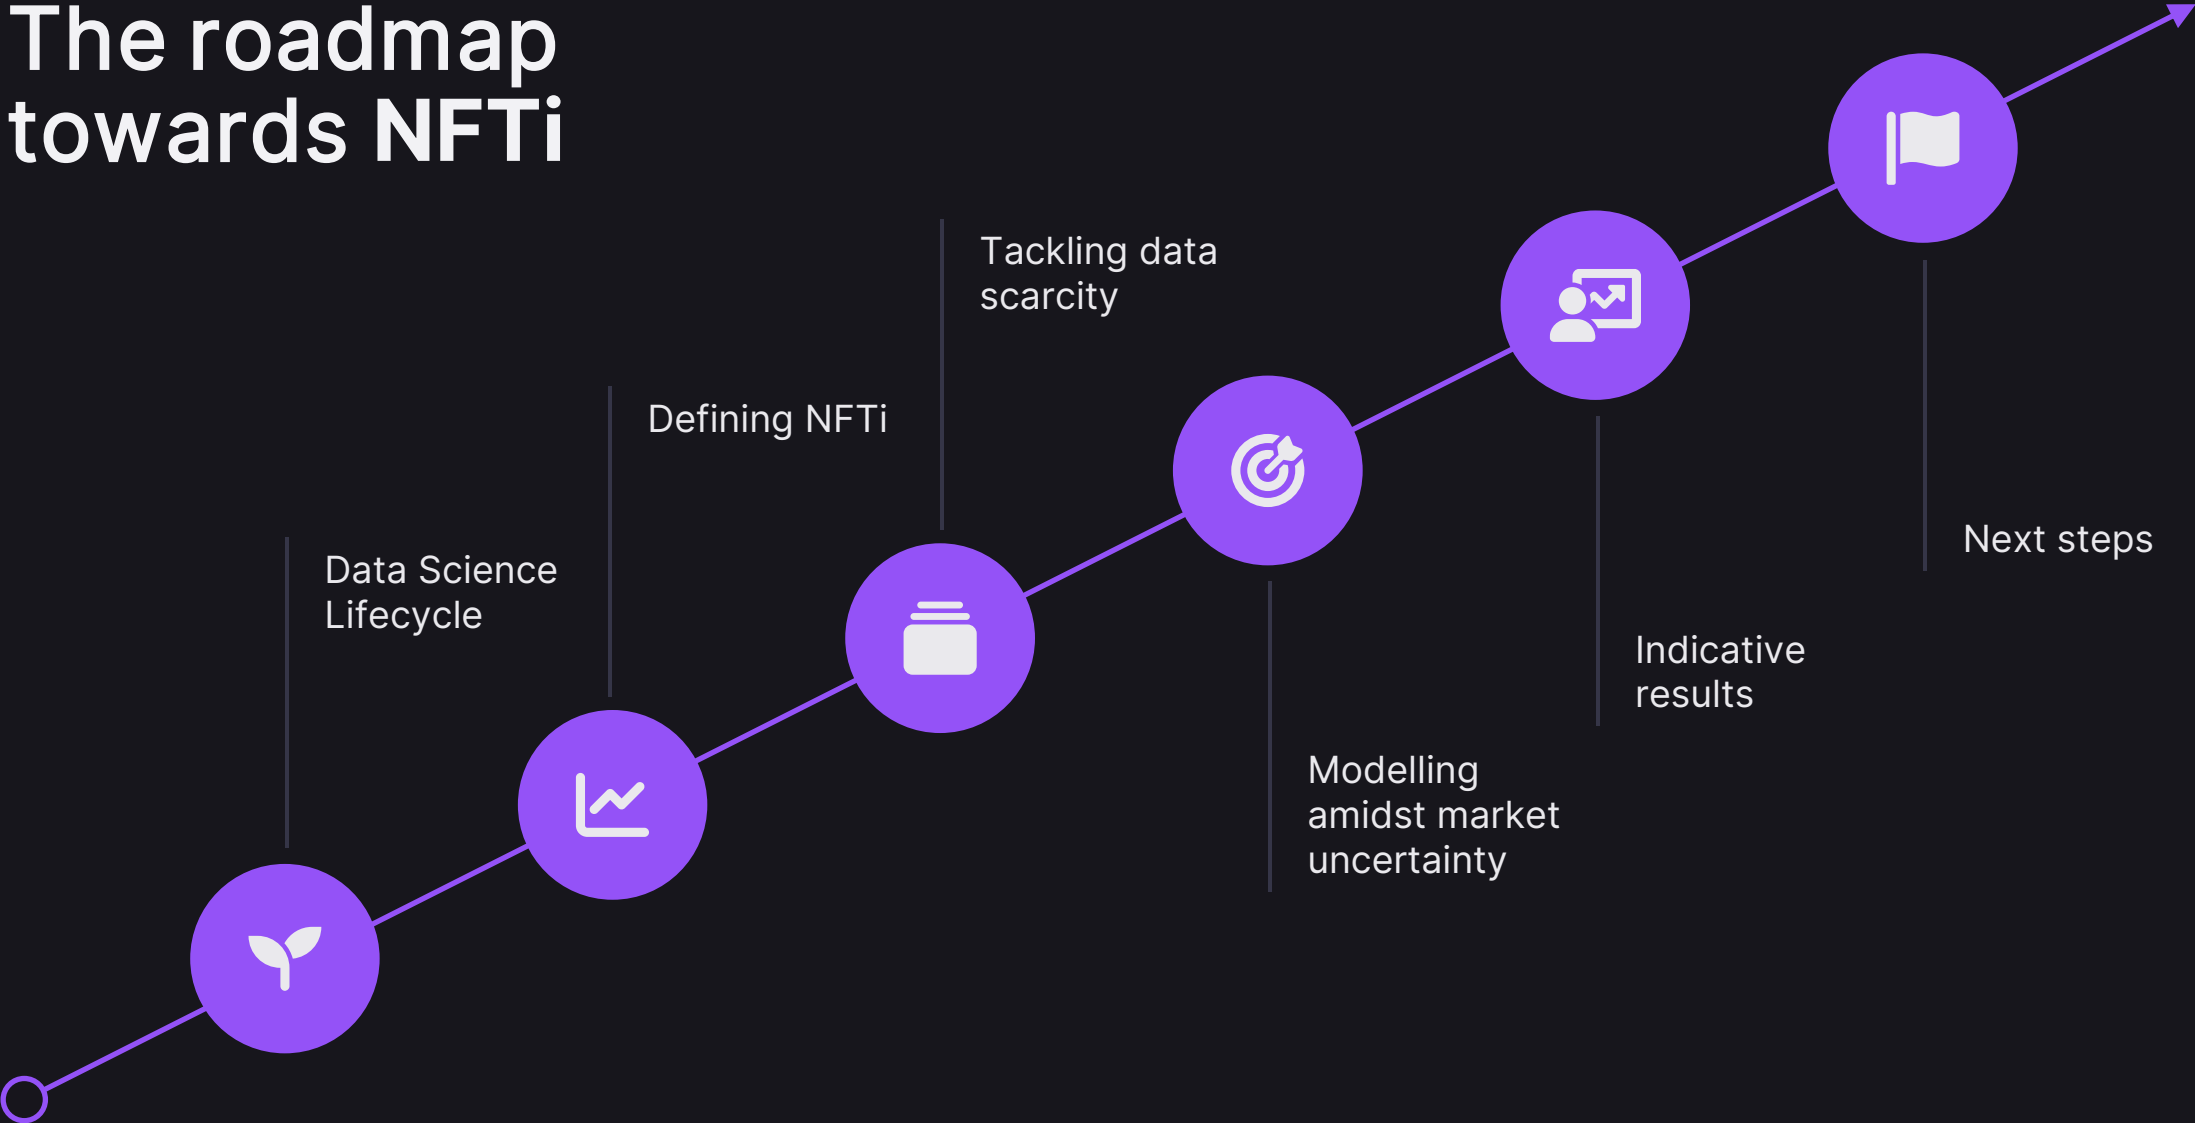 The roadmap
towards NFTi
Data Science
Lifecycle
Defining NFTi
Tackling data
scarcity
Modelling
amidst market
uncertainty
Indicative
results
Next steps